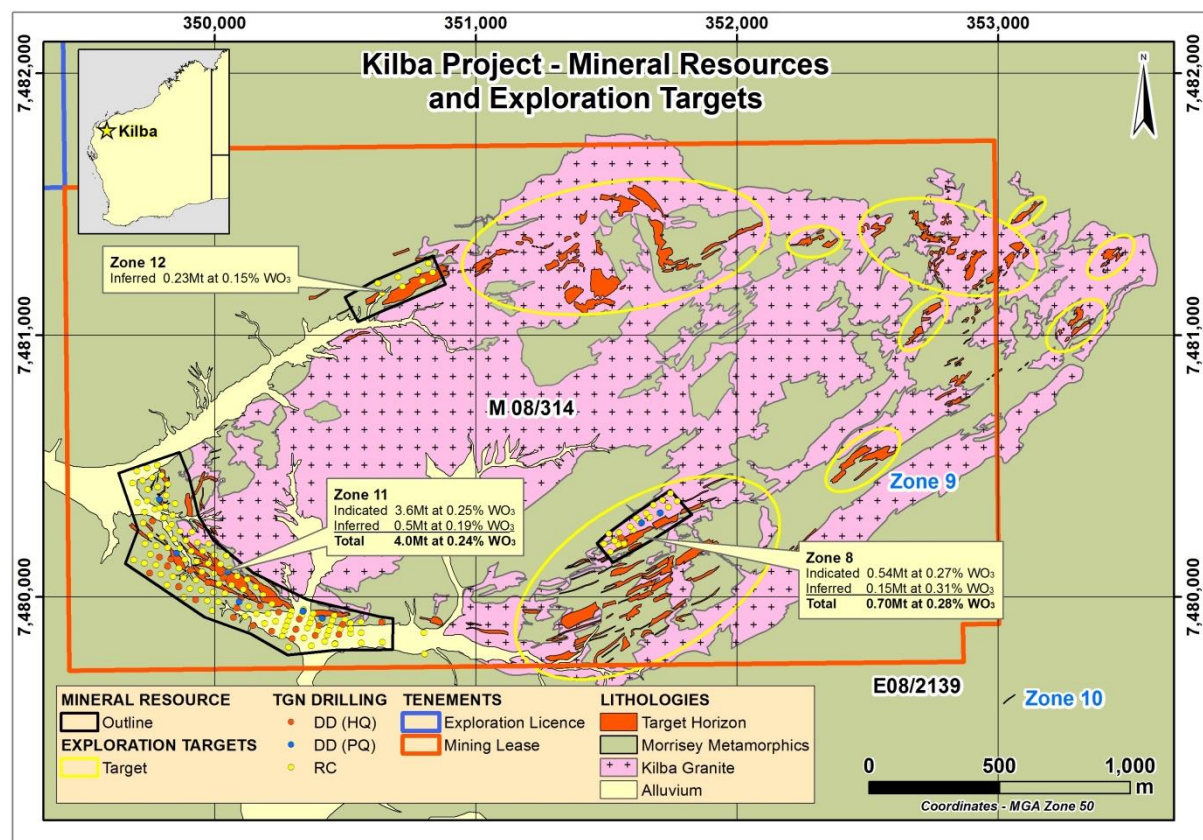 350,000
351,000
352,000
353,000
7,482,000
7,482,000
Kilba Project - Mineral Resources
and Exploration Targets
N
Kilba
Zone 12
Inferred 0.23Mt at 0.15% WO₃
7,481,000
7,481,000
M 08/314
Zone 9
Zone 11
Indicated 3.6Mt at 0.25% WO₃
Inferred 0.5Mt at 0.19% WO₃
Total 4.0Mt at 0.24% WO₃
Zone 8
Indicated 0.54Mt at 0.27% WO₃
Inferred 0.15Mt at 0.31% WO₃
Total 0.70Mt at 0.28% WO₃
7,480,000
7,480,000
E08/2139
Zone 10
MINERAL RESOURCE
Outline
EXPLORATION TARGETS
Target
TGN DRILLING
DD (HQ)
DD (PQ)
RC
TENEMENTS
Exploration Licence
Mining Lease
LITHOLOGIES
Target Horizon
Morrisey Metamorphics
Kilba Granite
Alluvium
0 500 1,000
m
Coordinates - MGA Zone 50